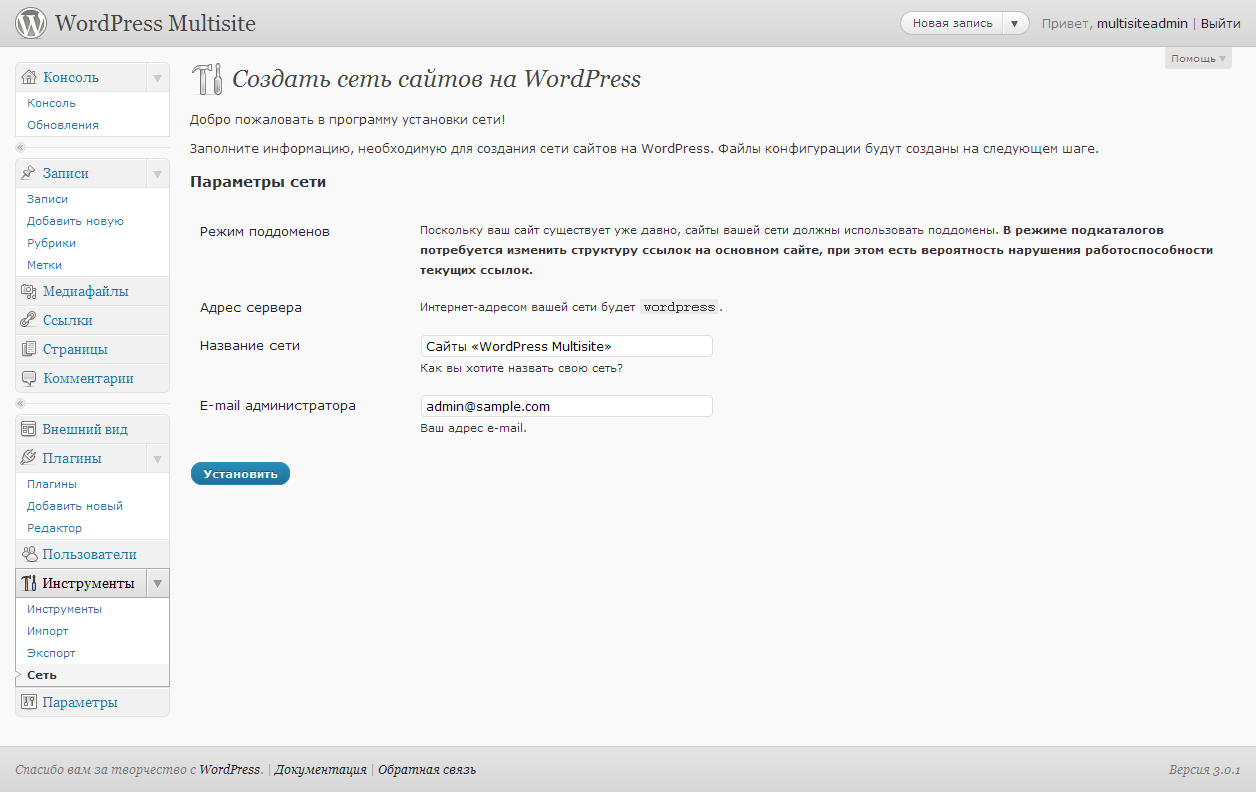 WordPress Multisite
Новая запись
Привет, multisiteadmin | Выйти
Помощь
Консоль
Консоль
Обновления
Записи
Записи
Добавить новую
Рубрики
Метки
Медиафайлы
Ссылки
Страницы
Комментарии
Внешний вид
Плагины
Плагины
Добавить новый
Редактор
Пользователи
Инструменты
Инструменты
Импорт
Экспорт
Сеть
Параметры
Создать сеть сайтов на WordPress
Добро пожаловать в программу установки сети!
Заполните информацию, необходимую для создания сети сайтов на WordPress. Файлы конфигурации будут созданы на следующем шаге.
Параметры сети
Режим поддоменов
Поскольку ваш сайт существует уже давно, сайты вашей сети должны использовать поддомены. В режиме подкаталогов
потребуется изменить структуру ссылок на основном сайте, при этом есть вероятность нарушения работоспособности
текущих ссылок.
Адрес сервера
Интернет-адресом вашей сети будет wordpress.
Название сети
Сайты «WordPress Multisite»
Как вы хотите назвать свою сеть?
E-mail администратора
admin@sample.com
Ваш адрес e-mail.
Установить
Спасибо вам за творчество с WordPress. | Документация | Обратная связь
Версия 3.0.1